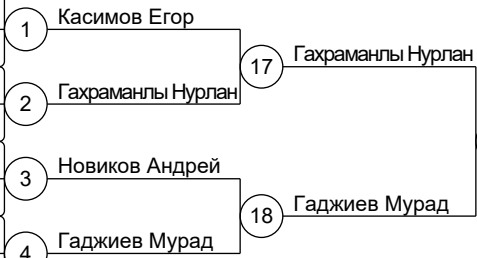 1 Касимов Егор
17 Гахраманлы Нурлан
2 Гахраманлы Нурлан
3 Новиков Андрей
18 Гаджиев Мурад
4 Гаджиев Мурад